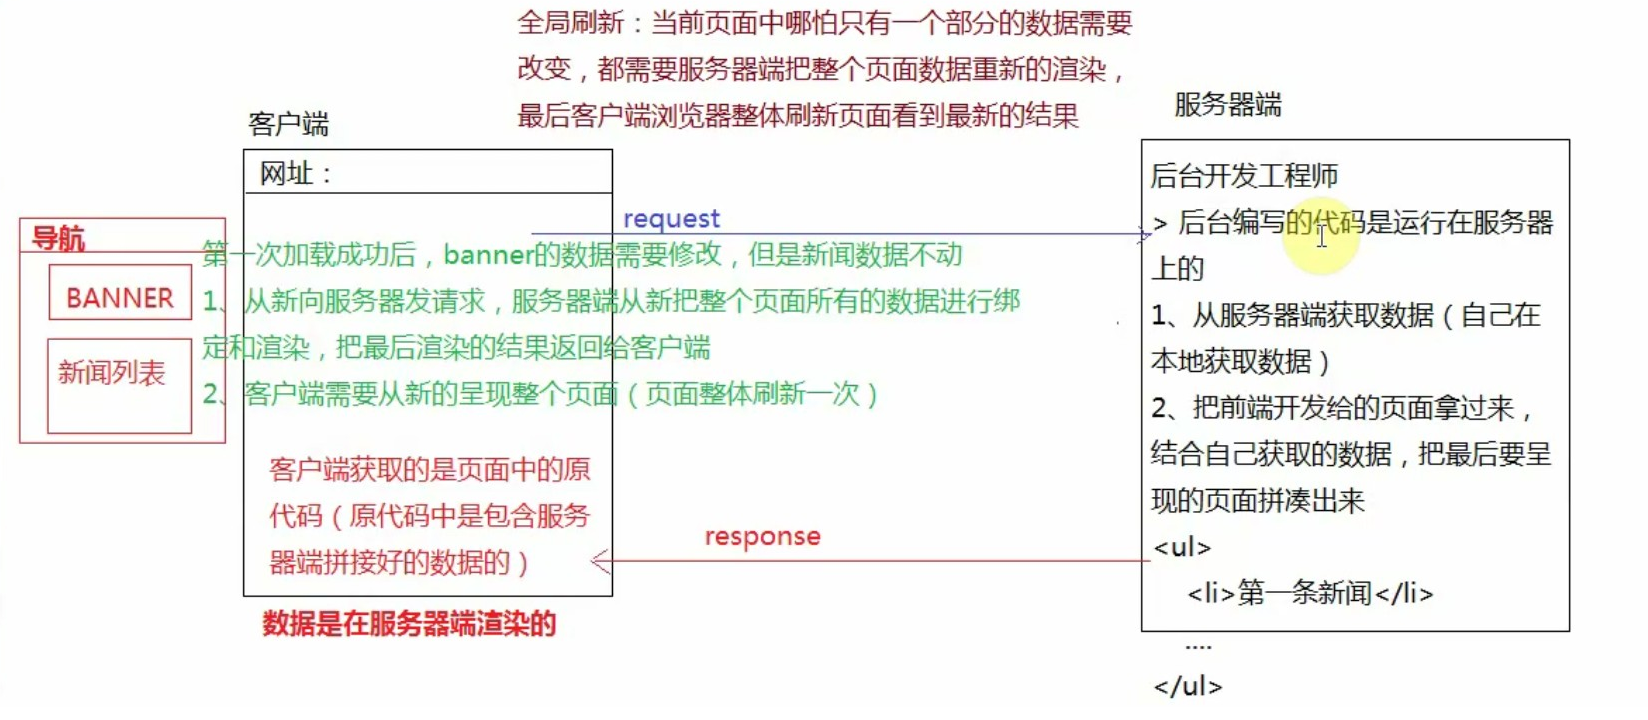 全局刷新：当前页面中哪怕只有一个部分的数据需要
改变，都需要服务器端把整个页面数据重新的渲染，
最后客户端浏览器整体刷新页面看到最新的结果
客户端
网址：
导航
BANNER
新闻列表
request
第一次加载成功后，banner的数据需要修改，但是新闻数据不动
1、从新向服务器发请求，服务器端从新把整个页面所有的数据进行绑
定和渲染，把最后渲染的结果返回给客户端
2、客户端需要从新的呈现整个页面（页面整体刷新一次）
客户端获取的是页面中的原
代码（原代码中是包含服务
器端拼接好的数据的）
response
数据是在服务器端渲染的
服务器端
后台开发工程师
> 后台编写的代码是运行在服务器
上的
1、从服务器端获取数据（自己在
本地获取数据）
2、把前端开发给的页面拿过来，
结合自己获取的数据，把最后要呈
现的页面拼凑出来
<ul>
<li>第一条新闻</li>
....
</ul>